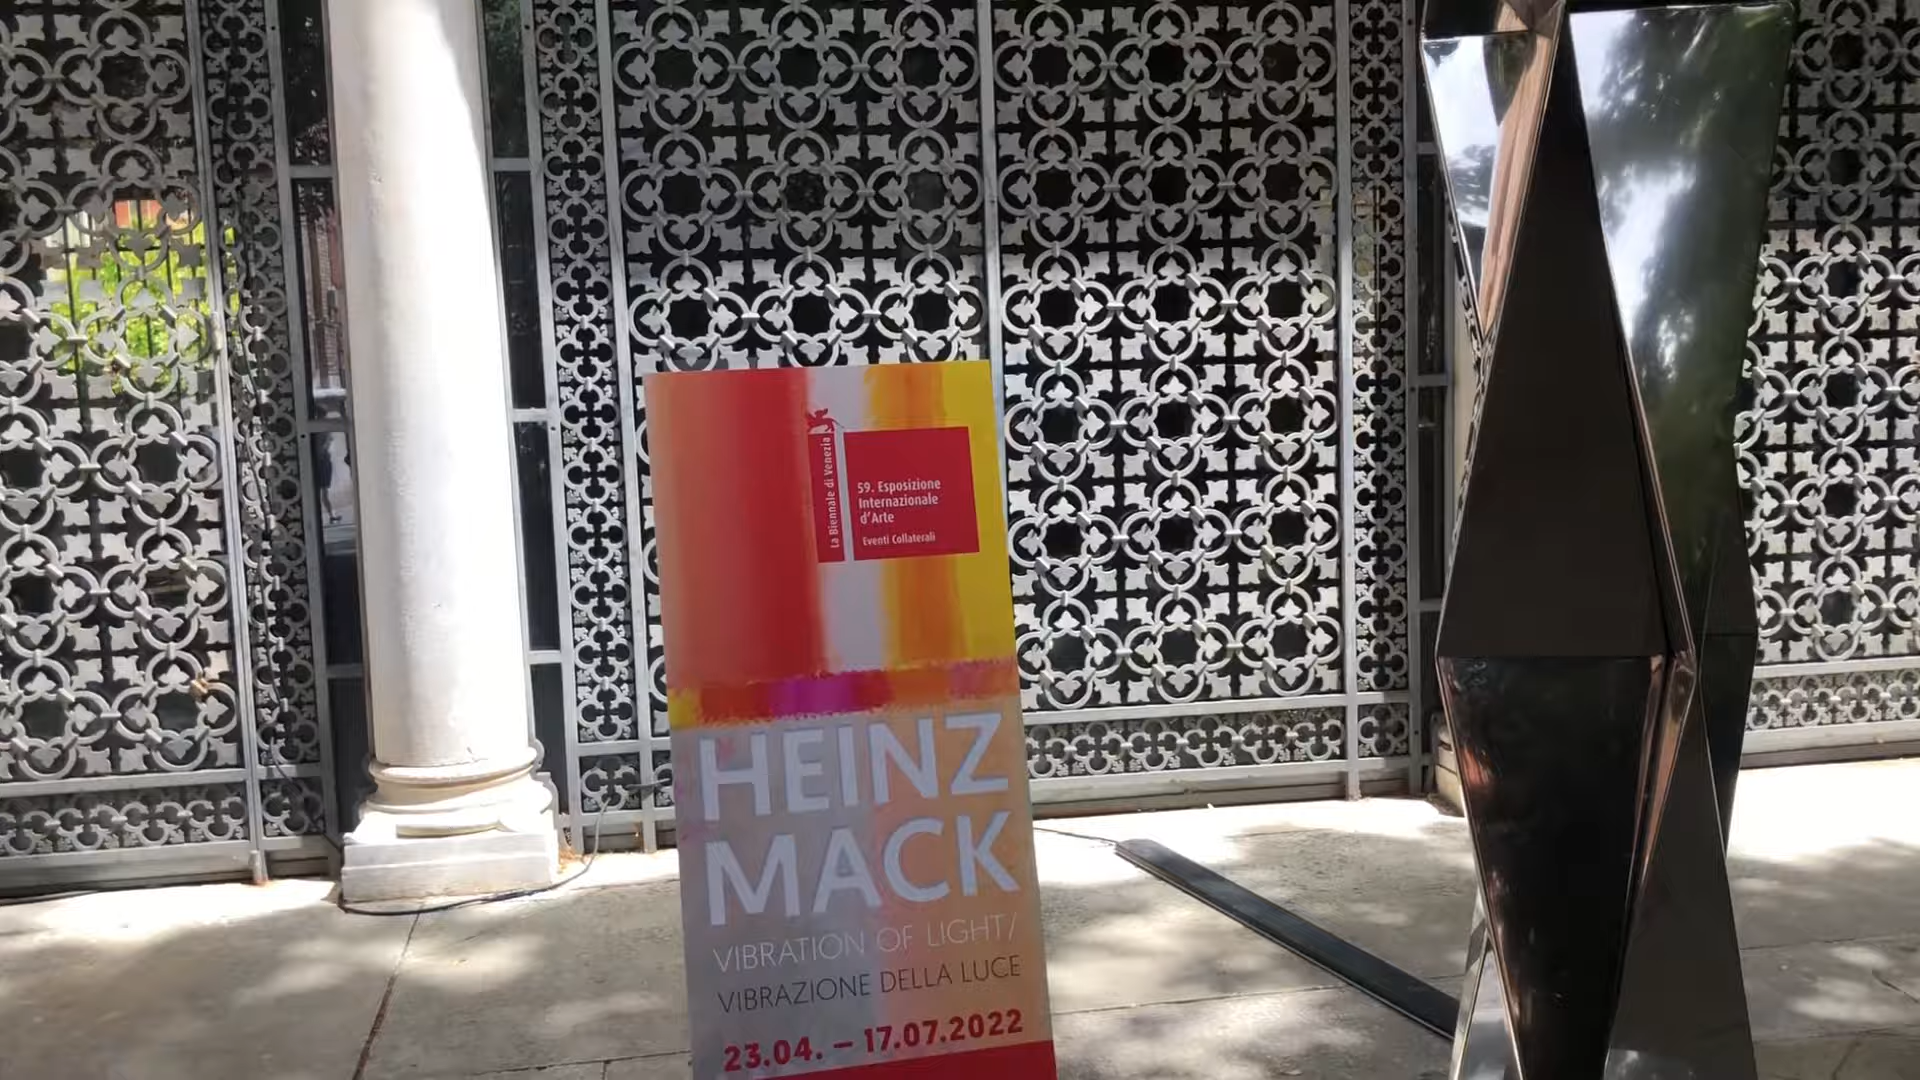 La Biennale di Venezia
59. Esposizione
Internazionale
d'Arte
Eventi Collaterali
HEINZ
MACK
VIBRATION OF LIGHT/
VIBRAZIONE DELLA LUCE
23.04. – 17.07.2022